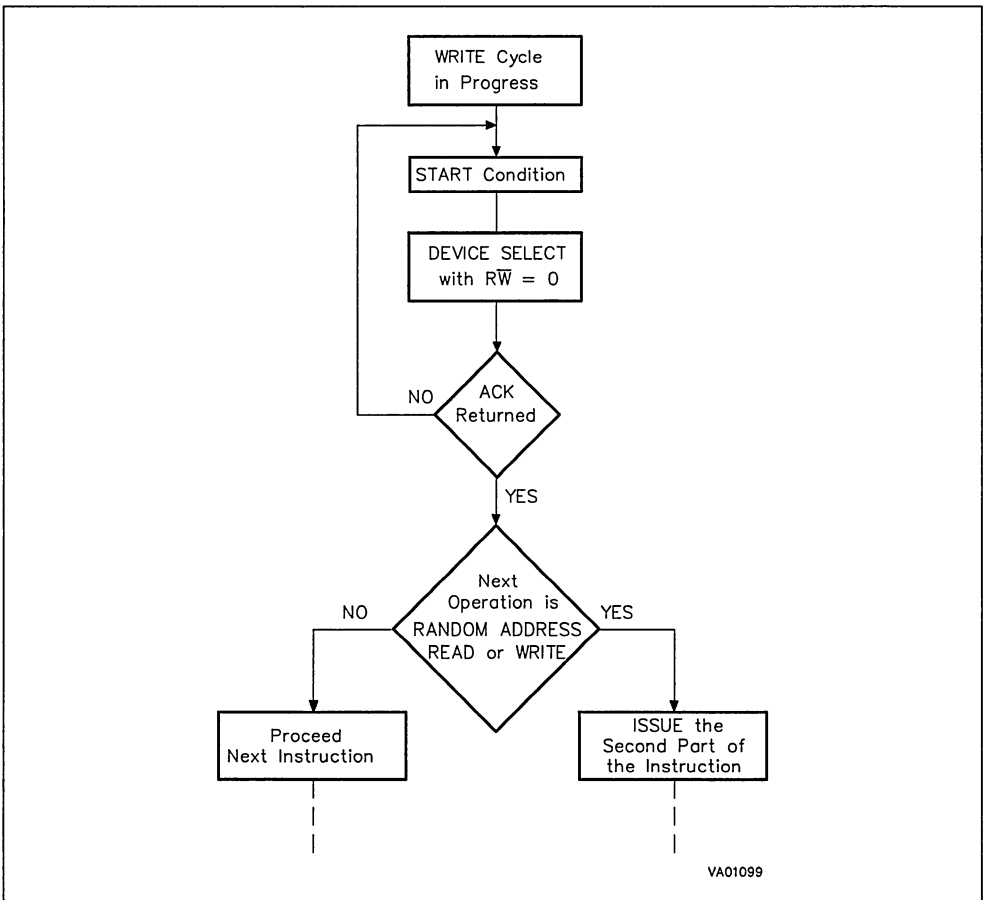 WRITE Cycle
in Progress
START Condition
DEVICE SELECT
with RW̅ = 0
ACK
Returned
NO
YES
Next
Operation is
RANDOM ADDRESS
READ or WRITE
NO
YES
Proceed
Next Instruction
ISSUE the
Second Part of
the Instruction
VA01099